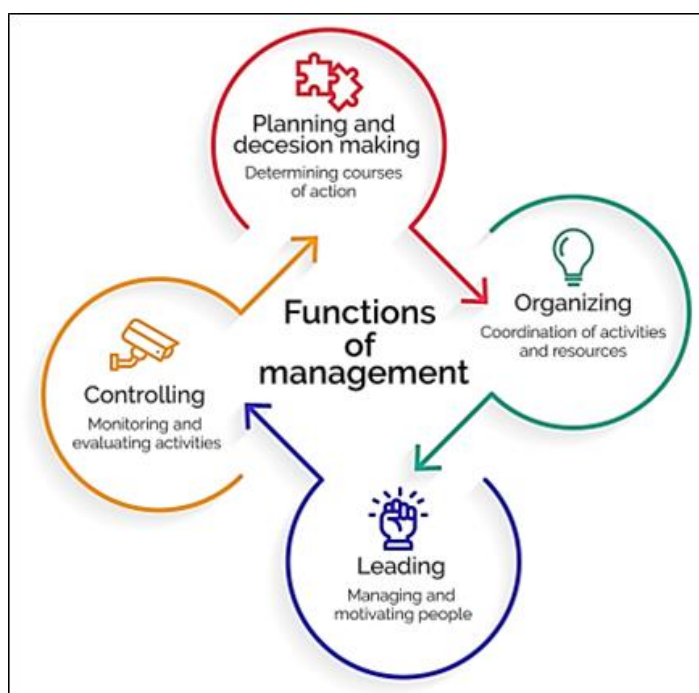 Planning and
decesion making
Determining courses
of action
Organizing
Coordination of activities
and resources
Functions
of
management
Controlling
Monitoring and
evaluating activities
Leading
Managing and
motivating people